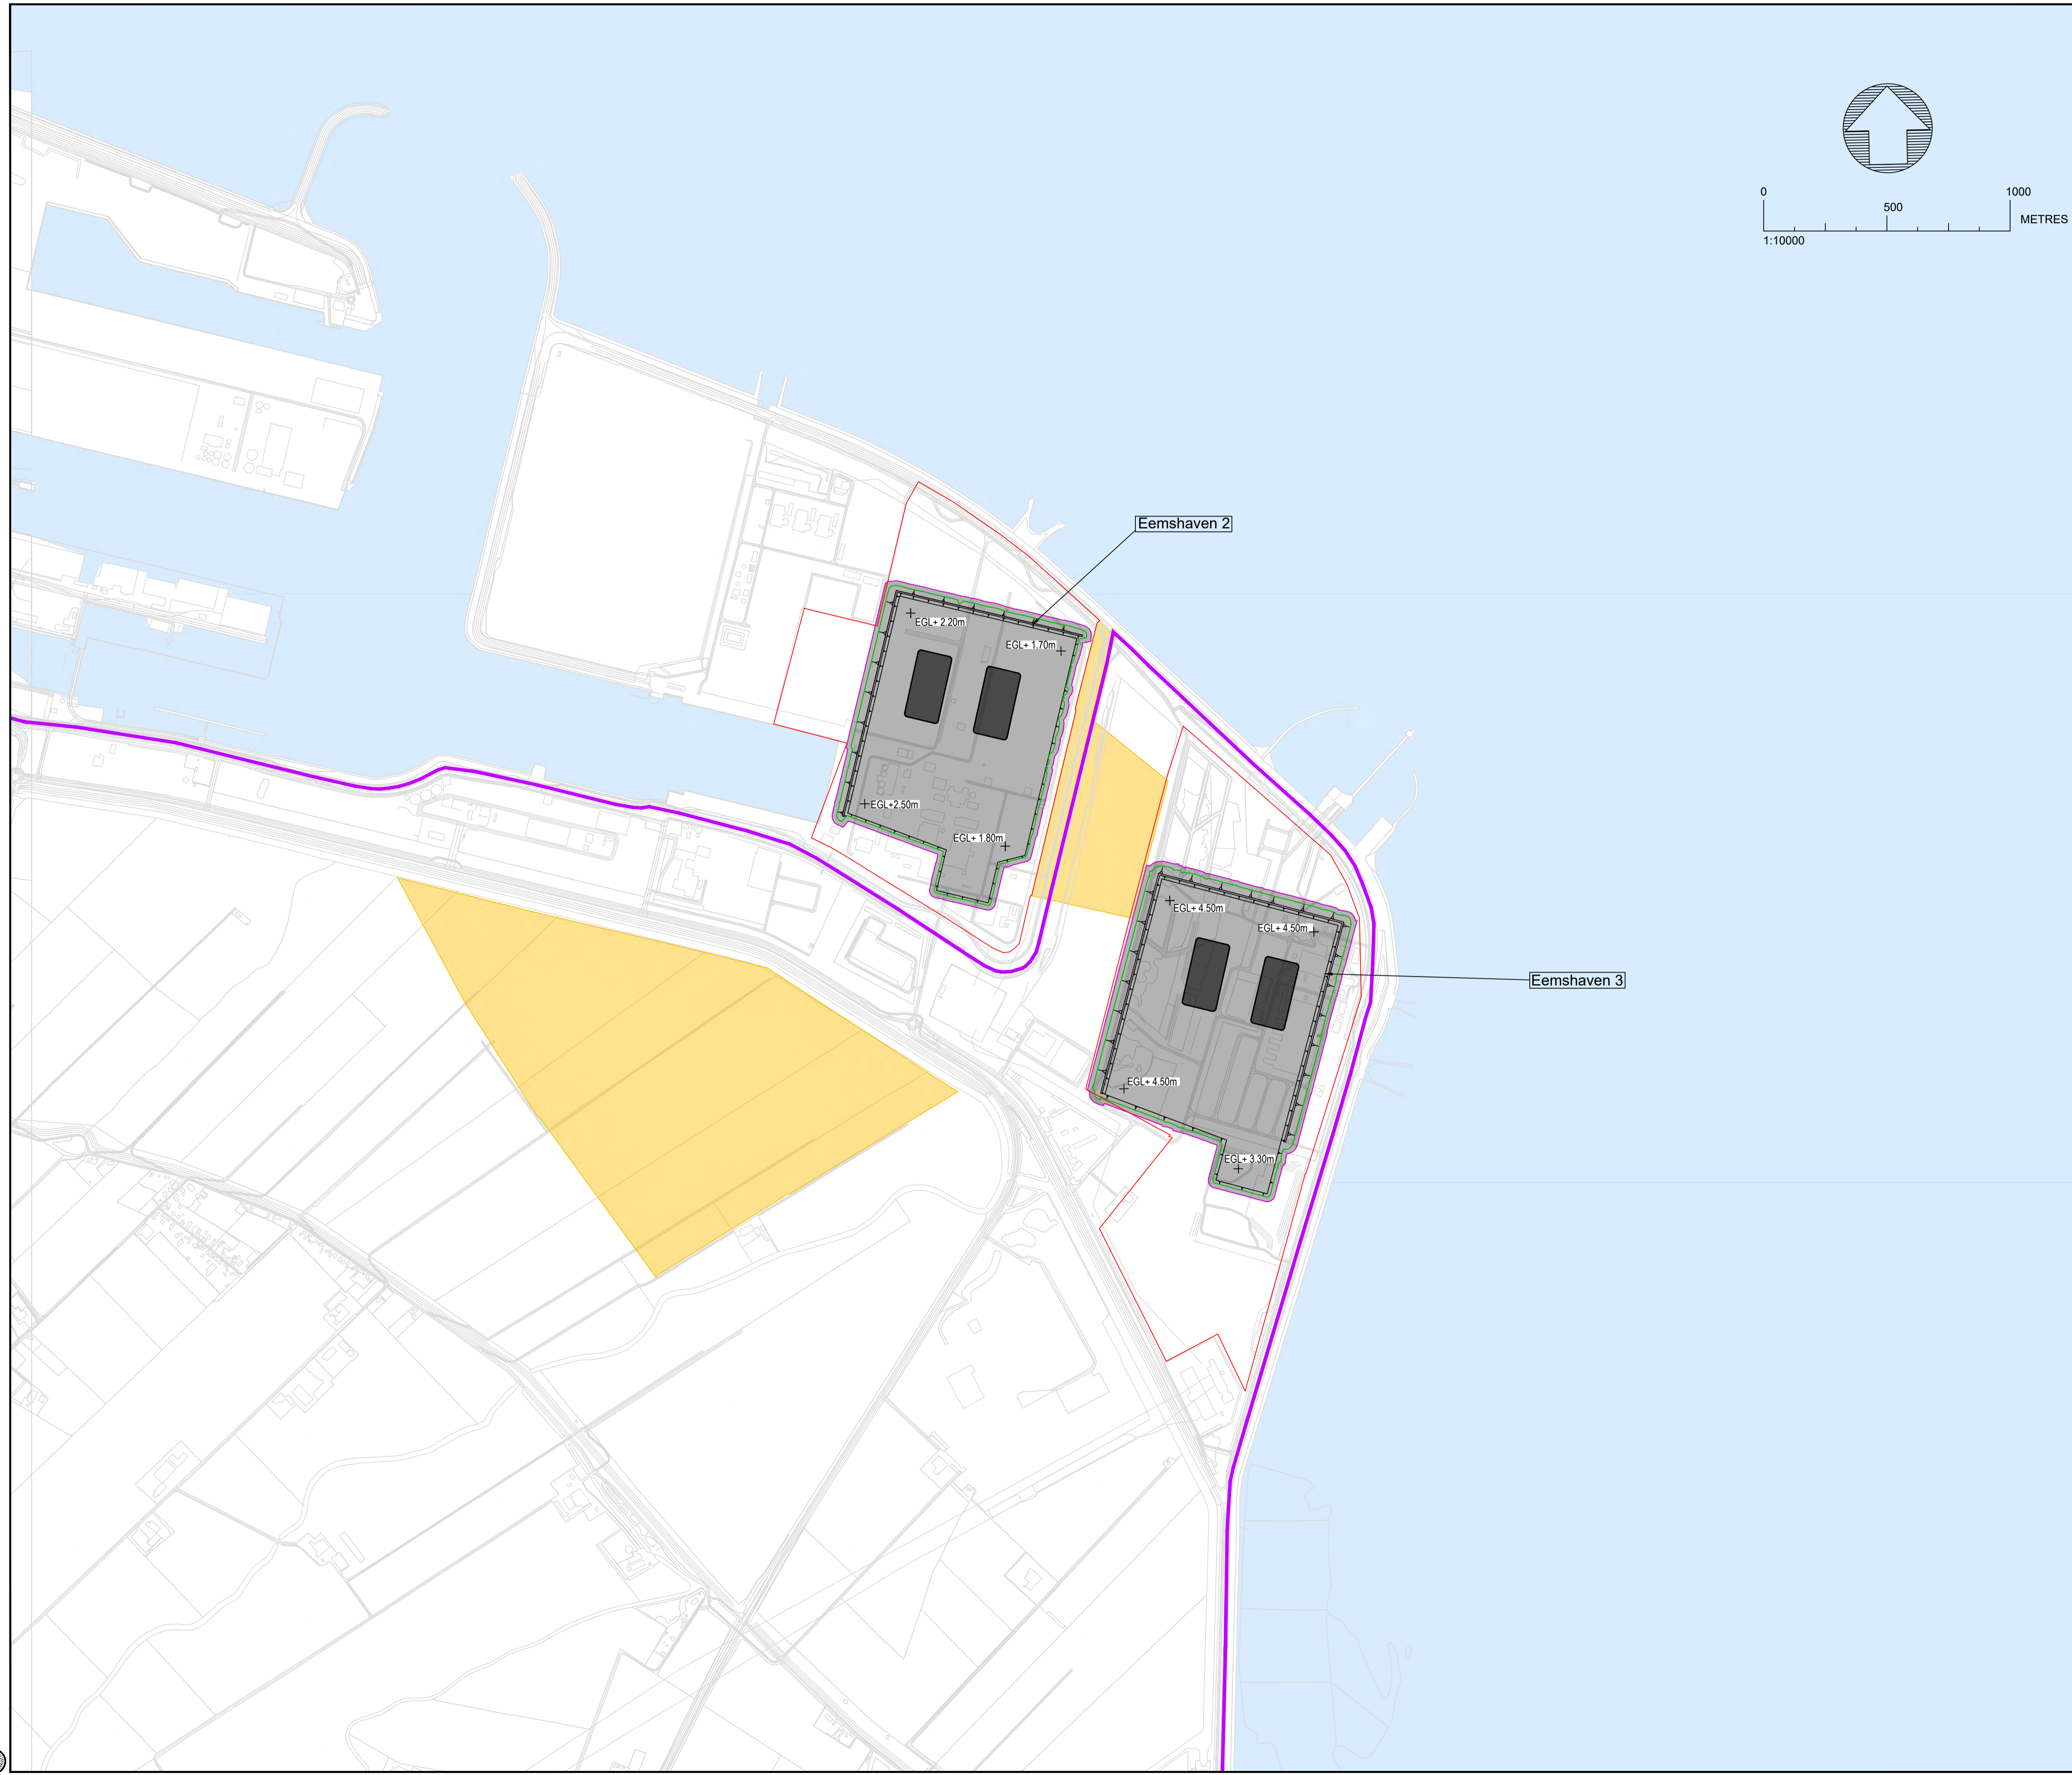 0 1000
500
METRES
1:10000
Eemshaven 2
EGL+ 2.20m
EGL+ 1.70m
EGL+2.50m
EGL+ 1.80m
EGL+ 4.50m
EGL+ 4.50m
Eemshaven 3
EGL+ 4.50m
EGL+ 3.30m